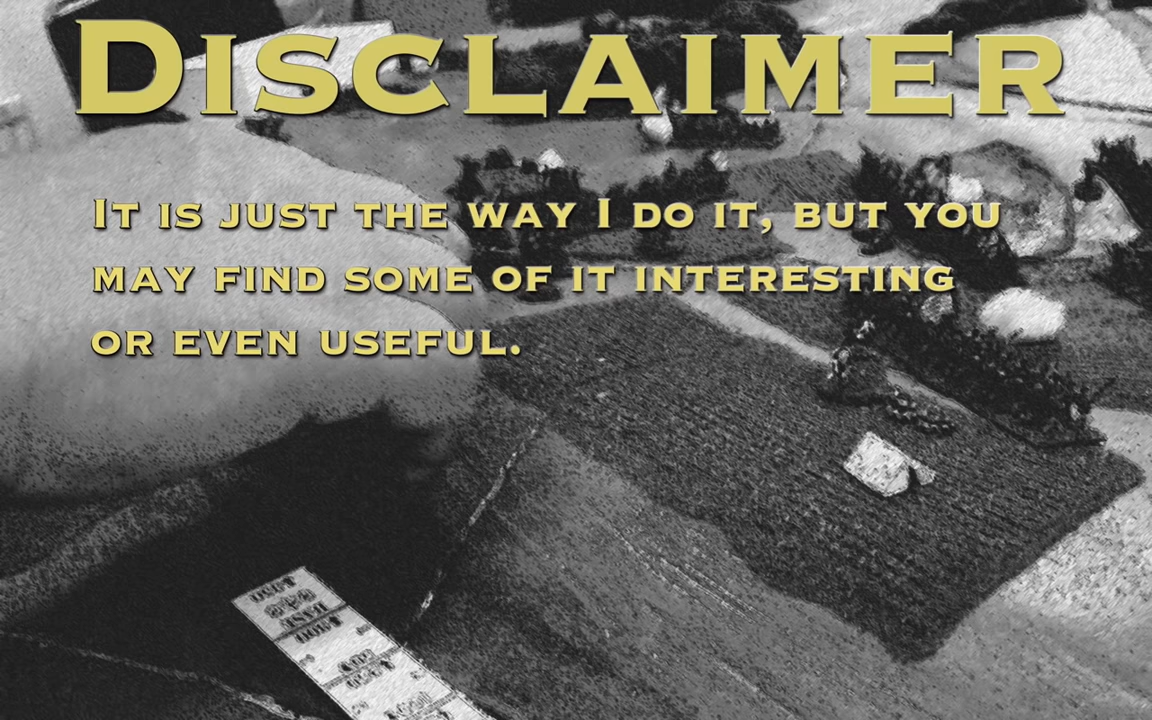 DISCLAIMER
IT IS JUST THE WAY I DO IT, BUT YOU
MAY FIND SOME OF IT INTERESTING
OR EVEN USEFUL.